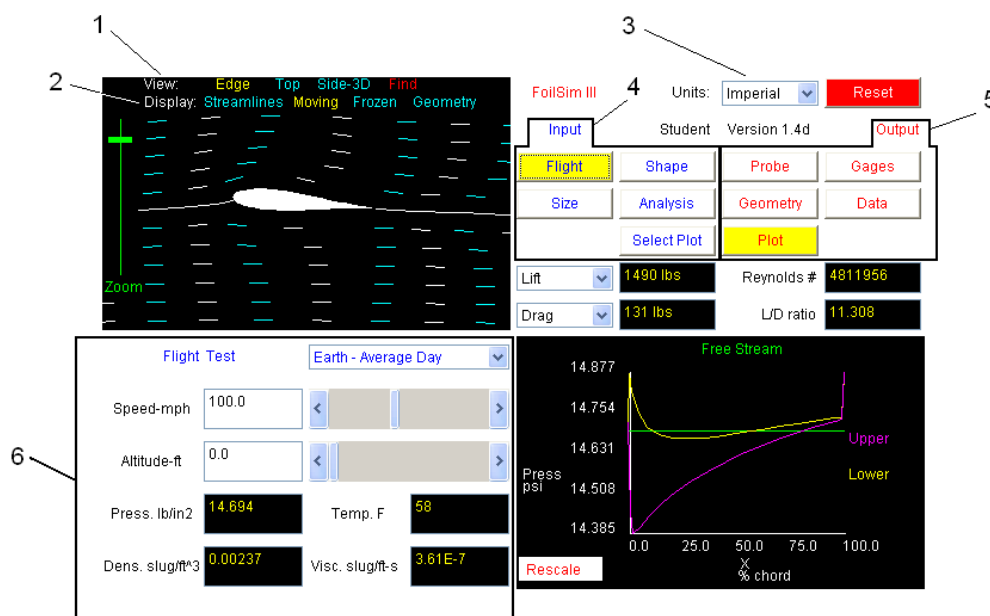 1
2
3
4
5
6
View: Edge Top Side-3D Find
Display: Streamlines Moving Frozen Geometry
Zoom
FoilSim III Units: Imperial Reset
Input Student Version 1.4d Output
Flight Shape Probe Gages
Size Analysis Geometry Data
Select Plot Plot
Lift 1490 lbs Reynolds # 4811956
Drag 131 lbs L/D ratio 11.308
Flight Test Earth - Average Day
Speed-mph 100.0
Altitude-ft 0.0
Press. lb/in2 14.694 Temp. F 58
Dens. slug/ft^3 0.00237 Visc. slug/ft-s 3.61E-7
Free Stream
14.877
14.754
14.631
14.508
14.385
Press
psi
Upper
Lower
0.0 25.0 50.0 75.0 100.0
X
% chord
Rescale